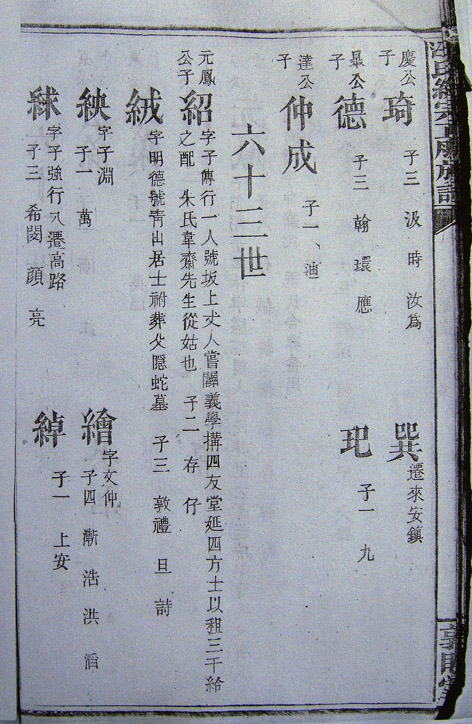 慶公子 琦 子三 汲 時 汝為
巽 遷來安鎮
暴公子 德 子三 翰 環 應
玘 子一 九
達公子 仲成 子一
六十三世
元鳳公子 紹 字子傳行一人號坂上丈人嘗闢義學搆四友堂延四方士以租三千給
之配 朱氏韋齋先生從姑也 子二 存 仔
絨 字明德號青山居士祔葬父隱蛇墓 子三 敦禮 旦 詩
紻 字子淵 子一 萬
繪 字文仲 子四 漸 浩 洪 滔
絿 字子強行八遷高路 子三 希閔 顔 亮
綽 子一 上安